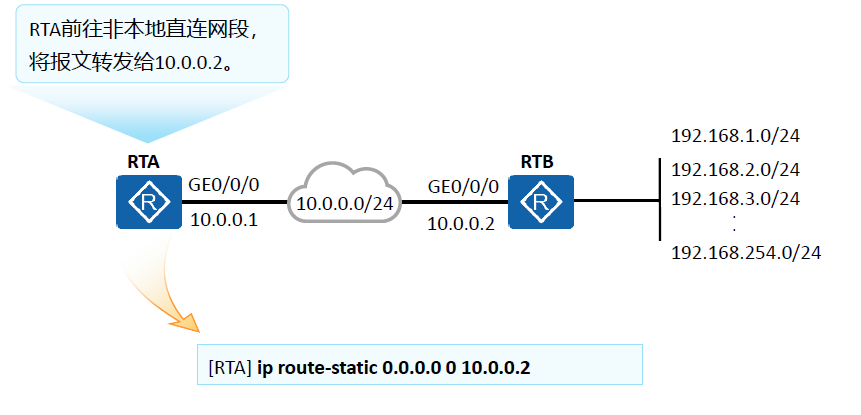 RTA前往非本地直连网段，
将报文转发给10.0.0.2。
RTA
RTB
GE0/0/0
GE0/0/0
10.0.0.1
10.0.0.0/24
10.0.0.2
R
R
192.168.1.0/24
192.168.2.0/24
192.168.3.0/24
:
192.168.254.0/24
[RTA] ip route-static 0.0.0.0 0 10.0.0.2